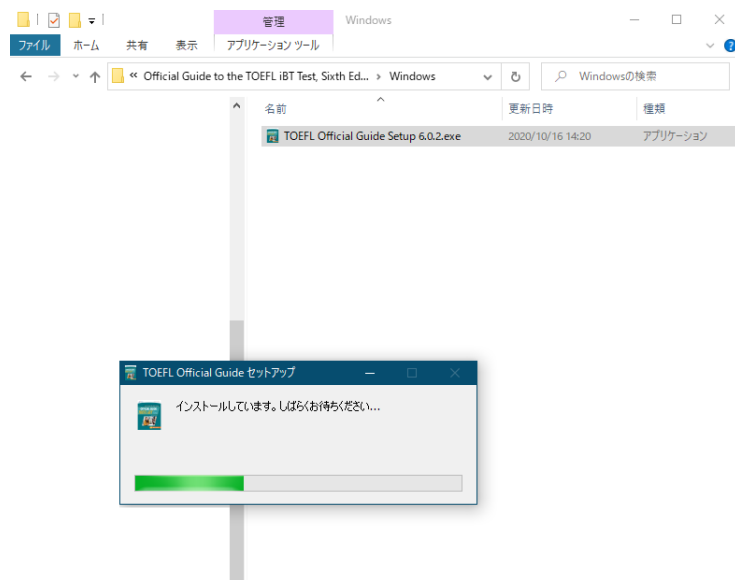 管理 Windows
ファイル ホーム 共有 表示 アプリケーション ツール
« Official Guide to the TOEFL iBT Test, Sixth Ed... › Windows Windowsの検索
名前 更新日時 種類
TOEFL Official Guide Setup 6.0.2.exe 2020/10/16 14:20 アプリケーション
TOEFL Official Guide セットアップ
インストールしています。しばらくお待ちください...